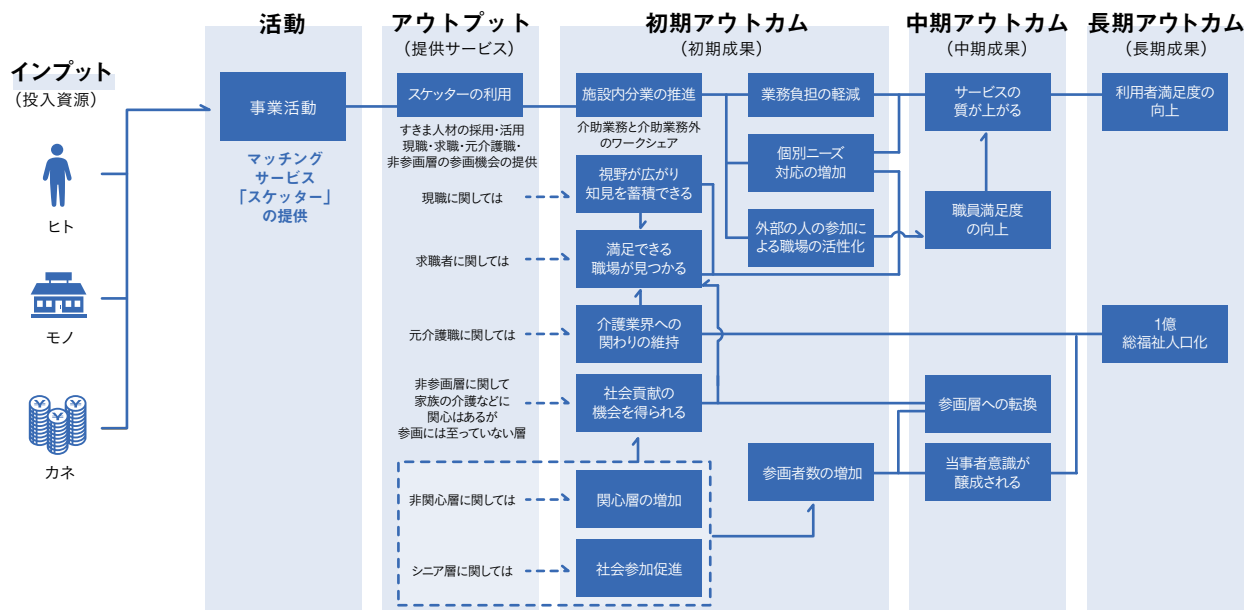 インプット
（投入資源）
ヒト
モノ
¥
¥
¥
カネ
活動
事業活動
マッチング
サービス
「スケッター」
の提供
アウトプット
（提供サービス）
スケッターの利用
すきま人材の採用・活用
現職・求職・元介護職・
非参画層の参画機会の提供
現職に関しては
求職者に関しては
元介護職に関しては
非参画層に関して
家族の介護などに
関心はあるが
参画には至っていない層
非関心層に関しては
シニア層に関しては
初期アウトカム
（初期成果）
施設内分業の推進
介助業務と介助業務外
のワークシェア
視野が広がり
知見を蓄積できる
満足できる
職場が見つかる
介護業界への
関わりの維持
社会貢献の
機会を得られる
関心層の増加
社会参加促進
業務負担の軽減
個別ニーズ
対応の増加
外部の人の参加に
よる職場の活性化
参画者数の増加
中期アウトカム
（中期成果）
サービスの
質が上がる
職員満足度
の向上
参画層への転換
当事者意識が
醸成される
長期アウトカム
（長期成果）
利用者満足度の
向上
1億
総福祉人口化